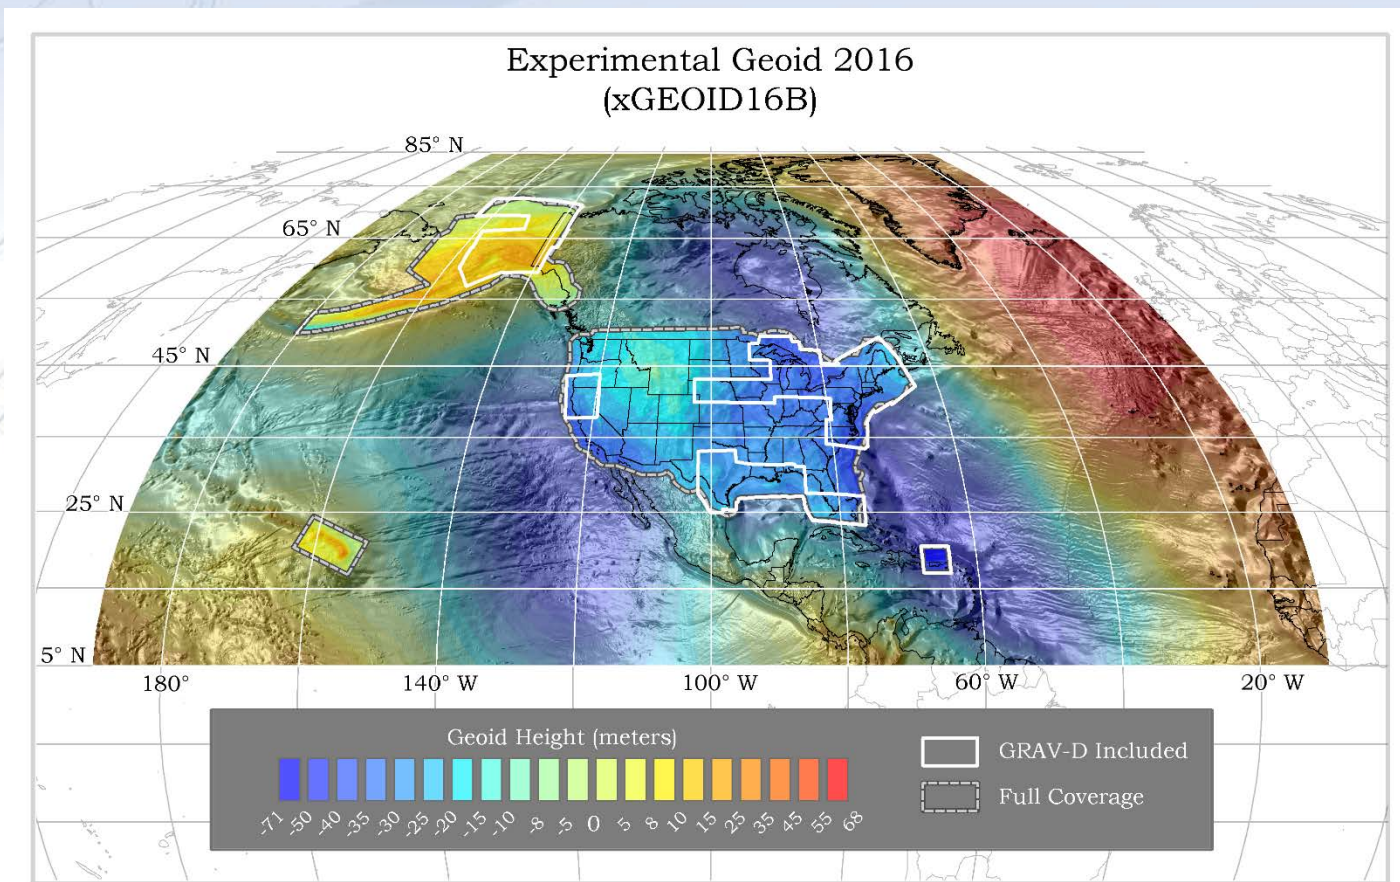 Experimental Geoid 2016
(xGEOID16B)
85° N
65° N
45° N
25° N
5° N
180° 140° W 100° W 60° W 20° W
Geoid Height (meters)
-71 -50 -40 -35 -30 -25 -20 -15 -10 -8 -5 0 5 8 10 15 25 35 45 55 68
GRAV-D Included
Full Coverage